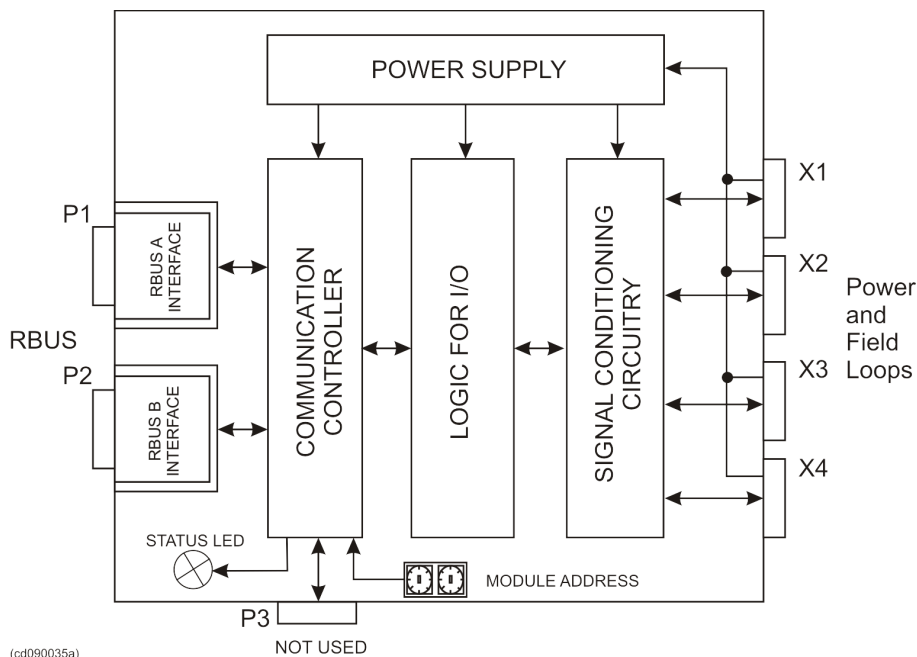 POWER SUPPLY
X1
P1
RBUS A
INTERFACE
COMMUNICATION
CONTROLLER
LOGIC FOR I/O
SIGNAL CONDITIONING
CIRCUITRY
X2
Power
and
Field
Loops
RBUS
P2
RBUS B
INTERFACE
X3
X4
STATUS LED
MODULE ADDRESS
P3
NOT USED
(cd090035a)